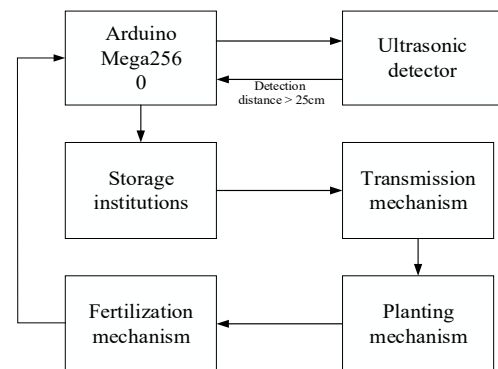 Arduino
Mega256
0
Ultrasonic
detector
Detection
distance > 25cm
Storage
institutions
Transmission
mechanism
Fertilization
mechanism
Planting
mechanism